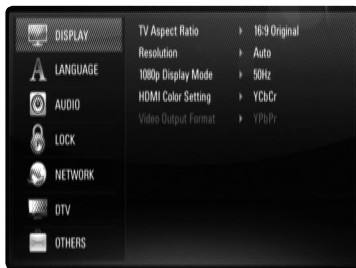 DISPLAY
LANGUAGE
AUDIO
LOCK
NETWORK
DTV
OTHERS
TV Aspect Ratio 16:9 Original
Resolution Auto
1080p Display Mode 50Hz
HDMI Color Setting YCbCr
Video Output Format YPbPr